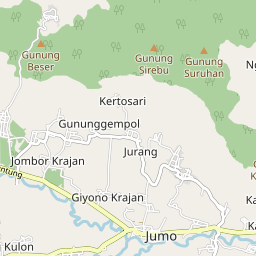 Gunung
Beser
Gunung
Sirebu
Gunung
Suruhan
Kertosari
Gununggempol
Jurang
Jombor Krajan
Giyono Krajan
Jumo
Kulon